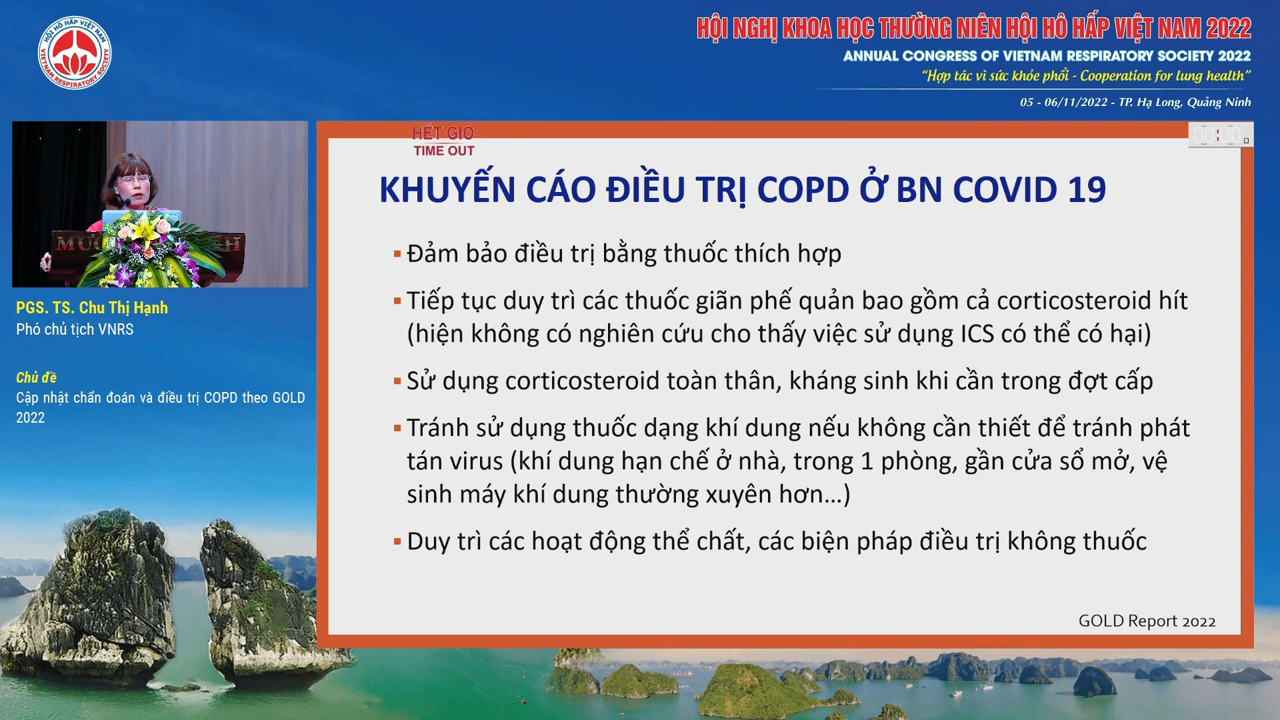 HỘI HÔ HẤP VIỆT NAM
VIETNAM RESPIRATORY SOCIETY
HỘI NGHỊ KHOA HỌC THƯỜNG NIÊN HỘI HÔ HẤP VIỆT NAM 2022
ANNUAL CONGRESS OF VIETNAM RESPIRATORY SOCIETY 2022
“Hợp tác vì sức khỏe phổi - Cooperation for lung health”
05 - 06/11/2022 - TP. Hạ Long, Quảng Ninh
PGS. TS. Chu Thị Hạnh
Phó chủ tịch VNRS
Chủ đề
Cập nhật chẩn đoán và điều trị COPD theo GOLD
2022
HẾT GIỜ
TIME OUT
KHUYẾN CÁO ĐIỀU TRỊ COPD Ở BN COVID 19
▪ Đảm bảo điều trị bằng thuốc thích hợp
▪ Tiếp tục duy trì các thuốc giãn phế quản bao gồm cả corticosteroid hít
(hiện không có nghiên cứu cho thấy việc sử dụng ICS có thể có hại)
▪ Sử dụng corticosteroid toàn thân, kháng sinh khi cần trong đợt cấp
▪ Tránh sử dụng thuốc dạng khí dung nếu không cần thiết để tránh phát
tán virus (khí dung hạn chế ở nhà, trong 1 phòng, gần cửa sổ mở, vệ
sinh máy khí dung thường xuyên hơn...)
▪ Duy trì các hoạt động thể chất, các biện pháp điều trị không thuốc
GOLD Report 2022